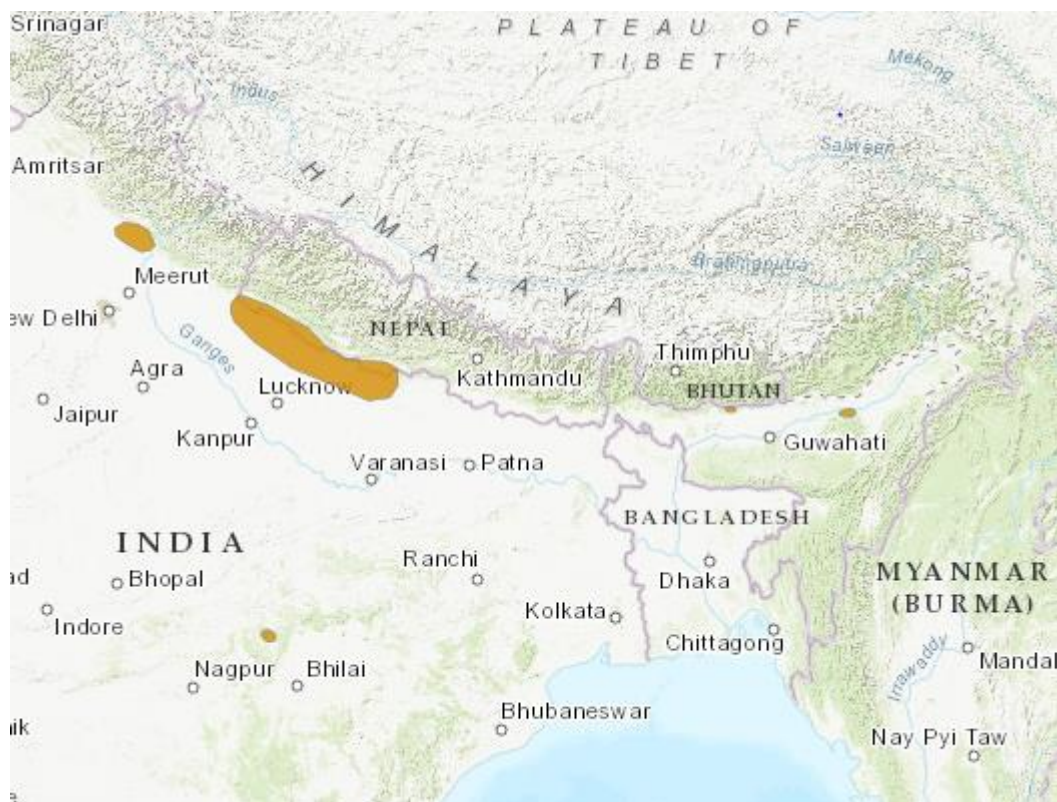 Srinagar
PLATEAU OF
TIBET
Mekong
Indus
Salween
Amritsar
HIMALAYA
Brahmaputra
Meerut
ew Delhi
NEPAL
Ganges
Thimphu
Agra
Lucknow
Kathmandu
BHUTAN
Jaipur
Kanpur
Guwahati
Varanasi
Patna
BANGLADESH
INDIA
Ranchi
ad
Bhopal
Dhaka
MYANMAR
(BURMA)
Kolkata
Indore
Chittagong
Nagpur
Bhilai
Mandal
Irrawaddy
Bhubaneswar
ik
Nay Pyi Taw